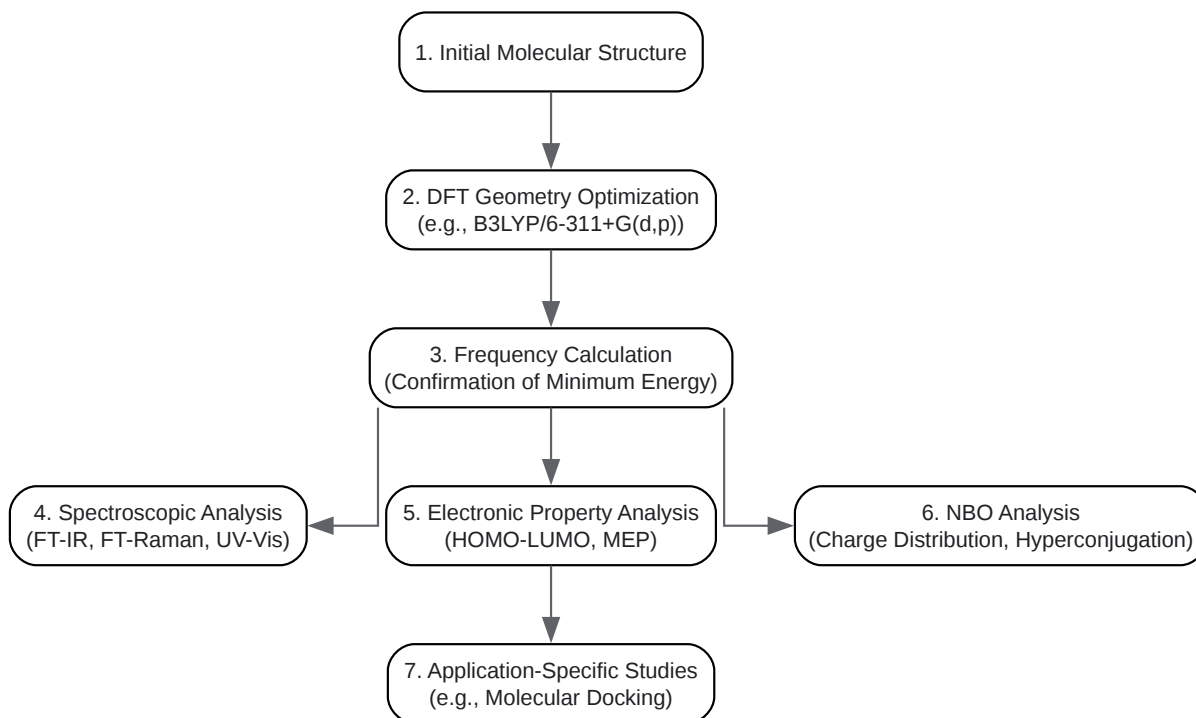 1. Initial Molecular Structure
2. DFT Geometry Optimization
(e.g., B3LYP/6-311+G(d,p))
3. Frequency Calculation
(Confirmation of Minimum Energy)
4. Spectroscopic Analysis
(FT-IR, FT-Raman, UV-Vis)
5. Electronic Property Analysis
(HOMO-LUMO, MEP)
6. NBO Analysis
(Charge Distribution, Hyperconjugation)
7. Application-Specific Studies
(e.g., Molecular Docking)